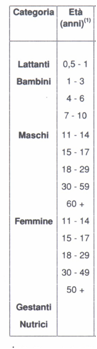 Categoria Età
(anni)(1)
Lattanti 0,5 - 1
Bambini 1 - 3
4 - 6
7 - 10
Maschi 11 - 14
15 - 17
18 - 29
30 - 59
60 +
Femmine 11 - 14
15 - 17
18 - 29
30 - 49
50 +
Gestanti
Nutrici